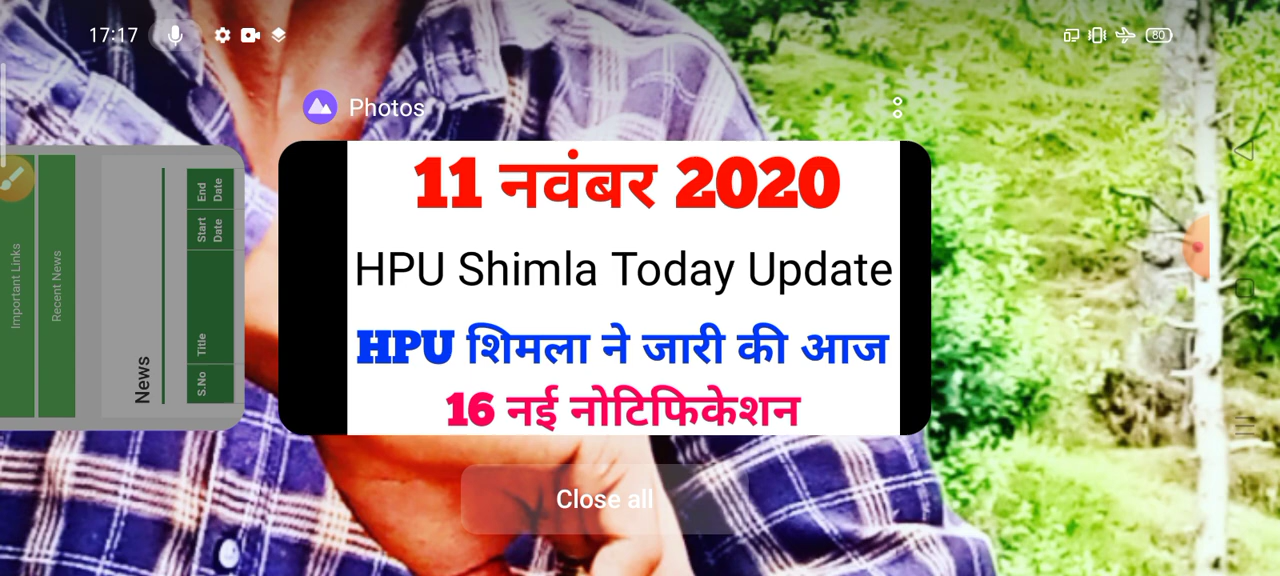 17:17
80
Photos
11 नवंबर 2020
HPU Shimla Today Update
HPU शिमला ने जारी की आज
16 नई नोटिफिकेशन
Important Links
Recent News
News
S.No Title Start Date End Date
Close all